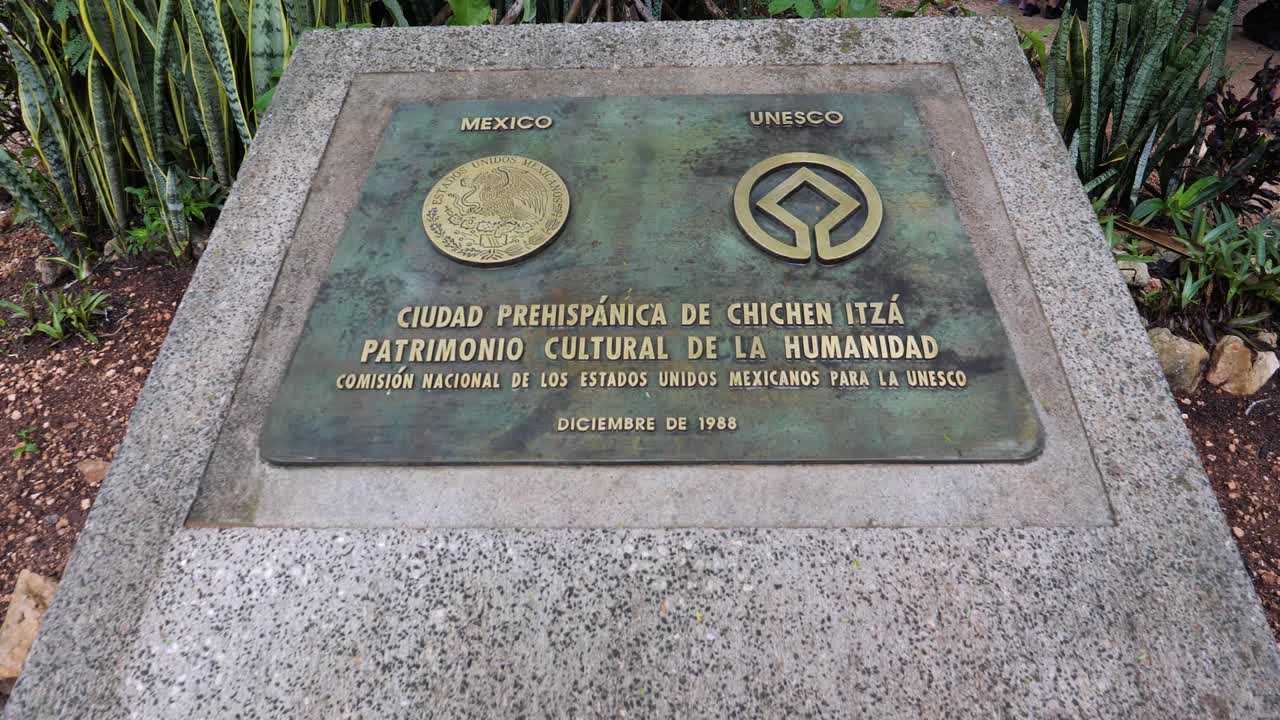 MEXICO
UNESCO
ESTADOS UNIDOS MEXICANOS
CIUDAD PREHISPÁNICA DE CHICHEN ITZÁ
PATRIMONIO CULTURAL DE LA HUMANIDAD
COMISIÓN NACIONAL DE LOS ESTADOS UNIDOS MEXICANOS PARA LA UNESCO
DICIEMBRE DE 1988